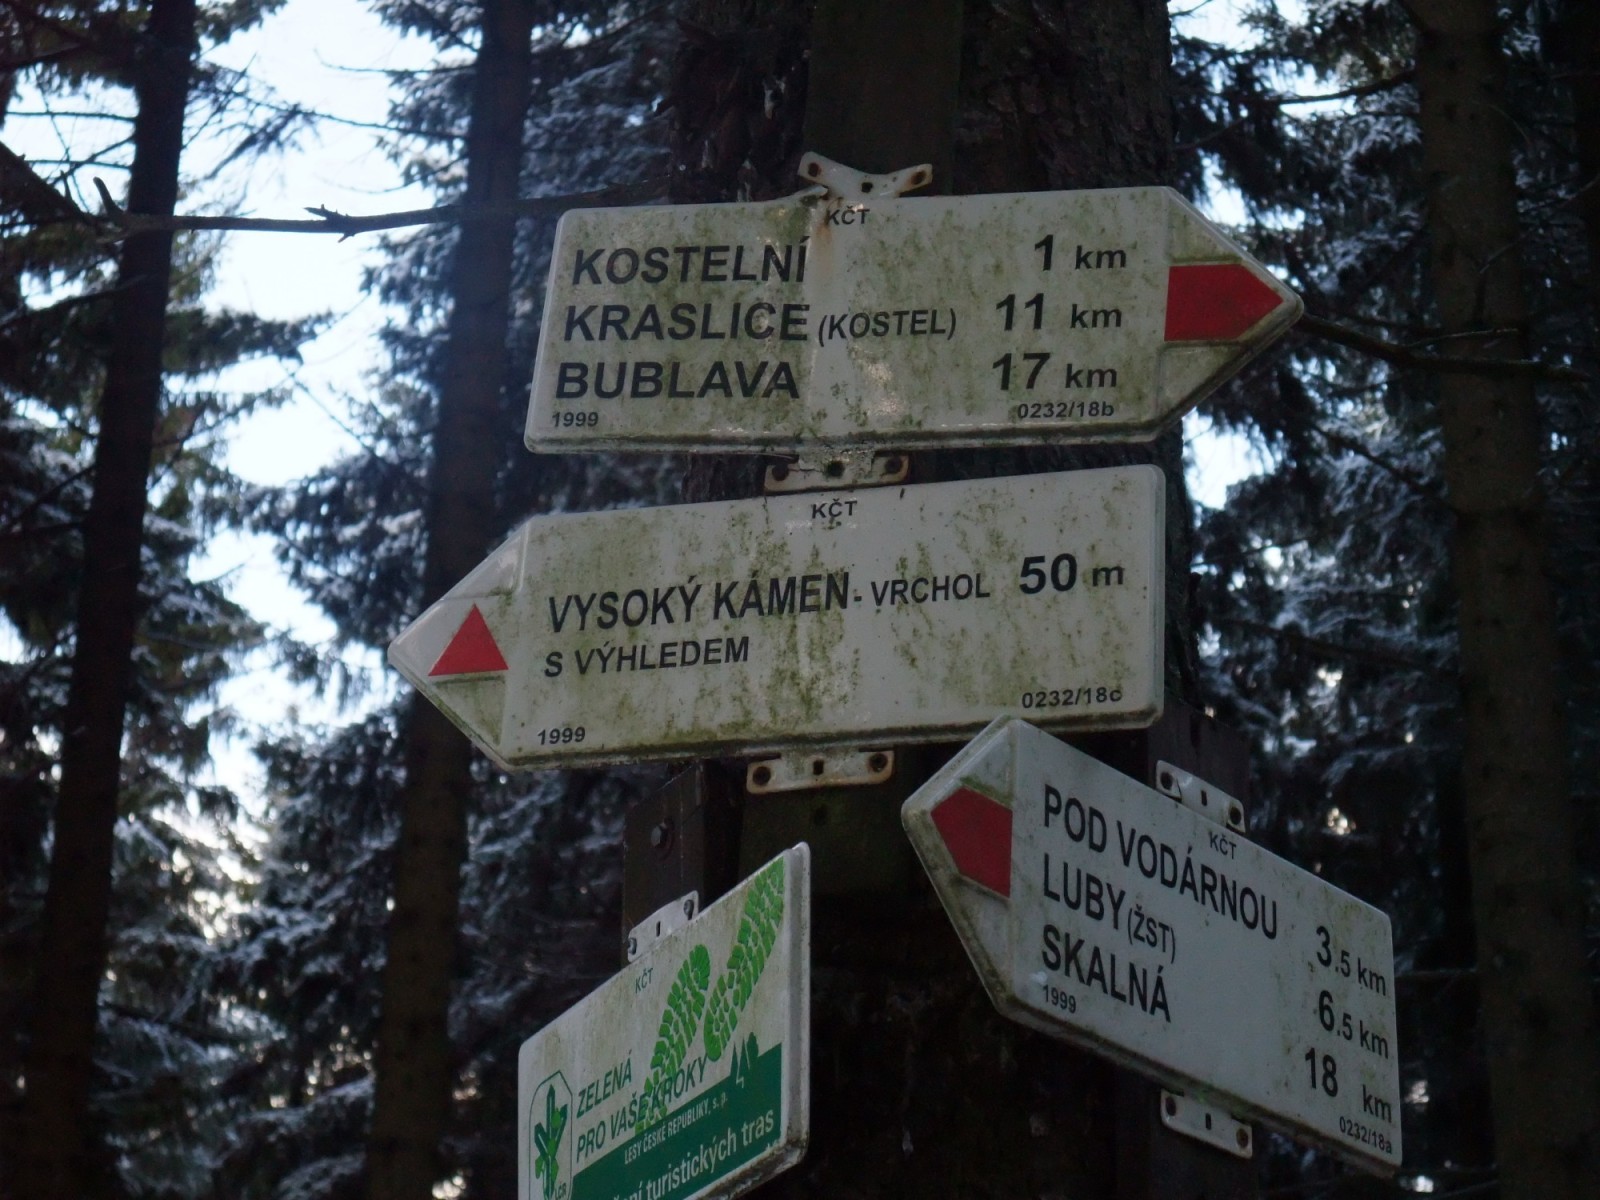 KČT
KOSTELNÍ 1 km
KRASLICE (KOSTEL) 11 km
BUBLAVA 17 km
1999 0232/18b
KČT
VYSOKÝ KÁMEN - VRCHOL 50 m
S VÝHLEDEM
1999 0232/18c
KČT
POD VODÁRNOU 3.5 km
LUBY (ŽST) 6.5 km
SKALNÁ 18 km
1999 0232/18a
KČT
ZELENÁ
PRO VAŠE KROKY
LESY ČESKÉ REPUBLIKY, s. p.
turistických tras